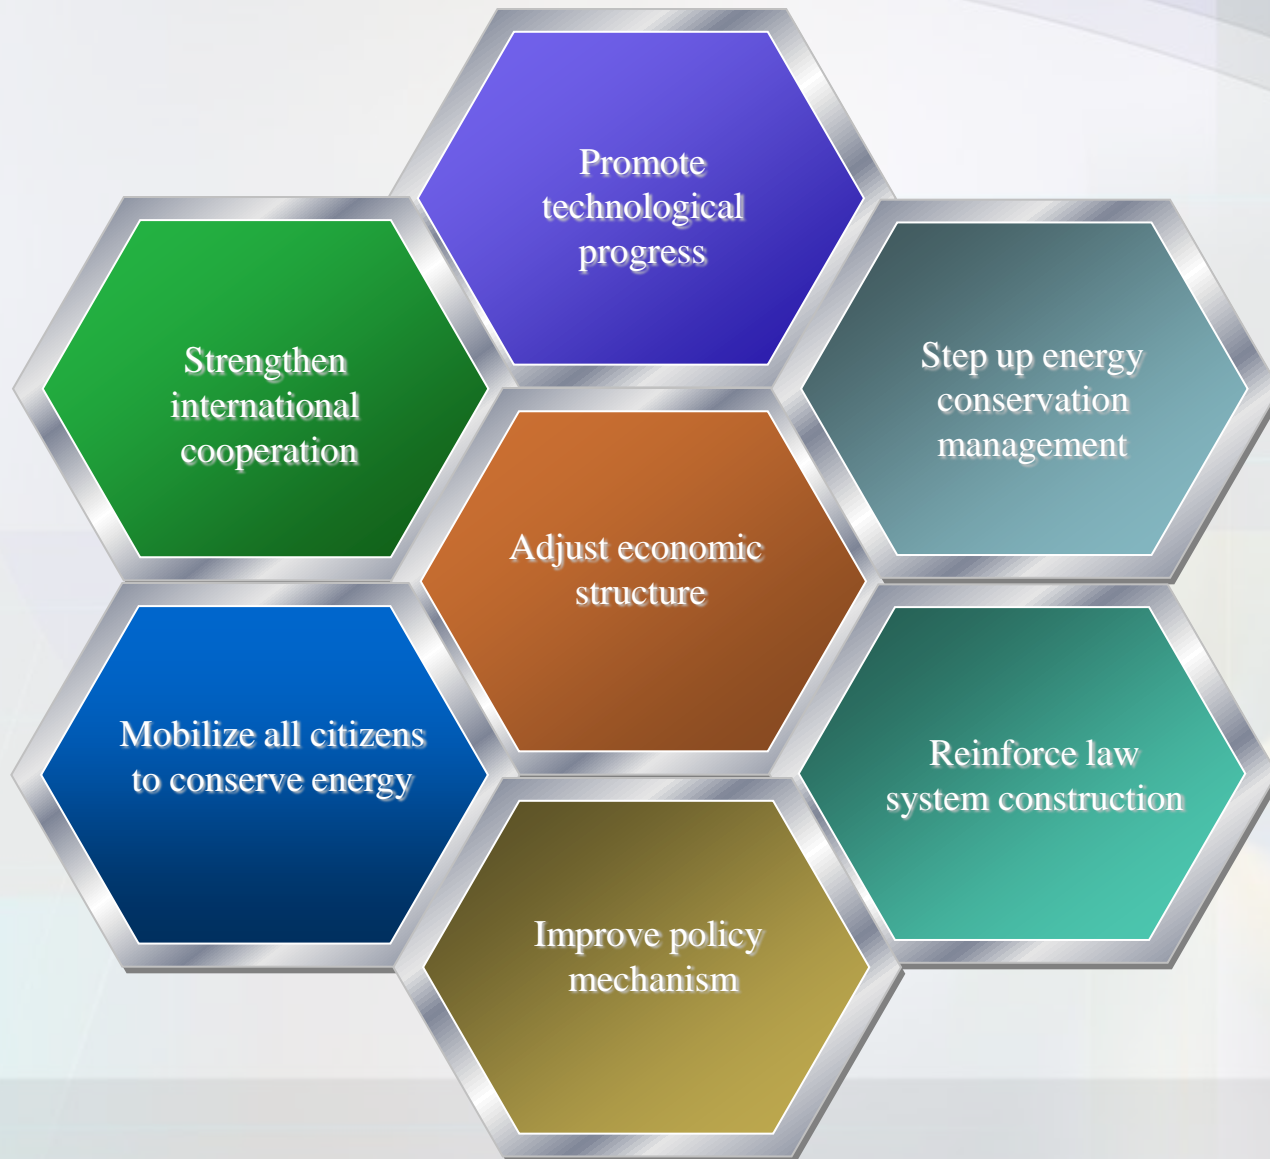 Promote
technological
progress
Strengthen
international
cooperation
Step up energy
conservation
management
Adjust economic
structure
Mobilize all citizens
to conserve energy
Reinforce law
system construction
Improve policy
mechanism